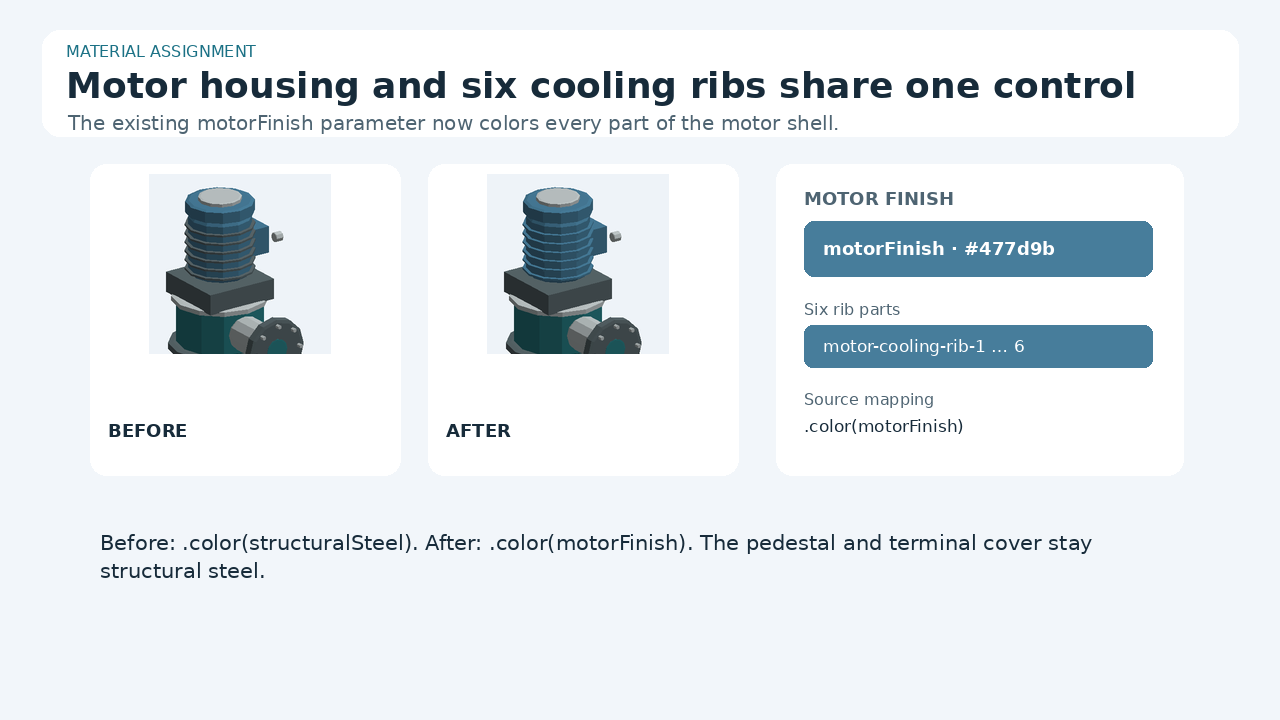 MATERIAL ASSIGNMENT
Motor housing and six cooling ribs share one control
The existing motorFinish parameter now colors every part of the motor shell.
BEFORE
AFTER
MOTOR FINISH
motorFinish · #477d9b
Six rib parts
motor-cooling-rib-1 … 6
Source mapping
.color(motorFinish)
Before: .color(structuralSteel). After: .color(motorFinish). The pedestal and terminal cover stay
structural steel.